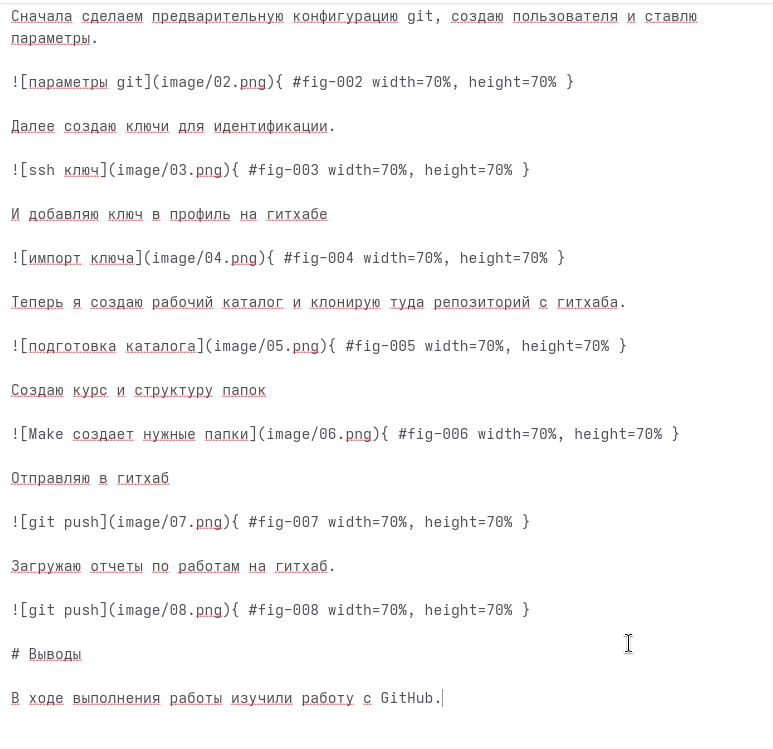 Сначала сделаем предварительную конфигурацию git, создаю пользователя и ставлю
параметры.
![параметры git](image/02.png){ #fig-002 width=70%, height=70% }
Далее создаю ключи для идентификации.
![ssh ключ](image/03.png){ #fig-003 width=70%, height=70% }
И добавляю ключ в профиль на гитхабе
![импорт ключа](image/04.png){ #fig-004 width=70%, height=70% }
Теперь я создаю рабочий каталог и клонирую туда репозиторий с гитхаба.
![подготовка каталога](image/05.png){ #fig-005 width=70%, height=70% }
Создаю курс и структуру папок
![Make создает нужные папки](image/06.png){ #fig-006 width=70%, height=70% }
Отправляю в гитхаб
![git push](image/07.png){ #fig-007 width=70%, height=70% }
Загружаю отчеты по работам на гитхаб.
![git push](image/08.png){ #fig-008 width=70%, height=70% }
# Выводы
В ходе выполнения работы изучили работу с GitHub.